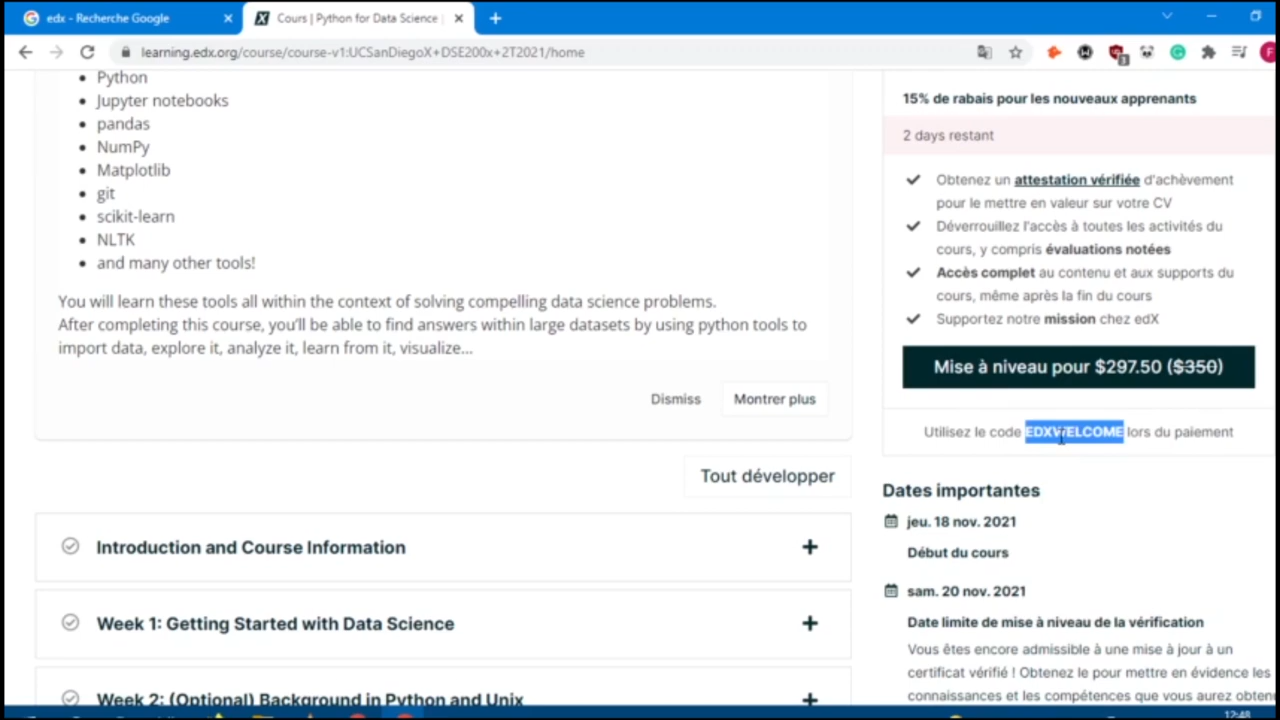 edx - Recherche Google
Cours | Python for Data Science |
learning.edx.org/course/course-v1:UCSanDiegoX+DSE200x+2T2021/home
3
F
Python
Jupyter notebooks
pandas
NumPy
Matplotlib
git
scikit-learn
NLTK
and many other tools!
You will learn these tools all within the context of solving compelling data science problems.
After completing this course, you'll be able to find answers within large datasets by using python tools to
import data, explore it, analyze it, learn from it, visualize...
Dismiss
Montrer plus
Tout développer
Introduction and Course Information
Week 1: Getting Started with Data Science
Week 2: (Optional) Background in Python and Unix
15% de rabais pour les nouveaux apprenants
2 days restant
Obtenez un attestation vérifiée d'achèvement
pour le mettre en valeur sur votre CV
Déverrouillez l'accès à toutes les activités du
cours, y compris évaluations notées
Accès complet au contenu et aux supports du
cours, même après la fin du cours
Supportez notre mission chez edX
Mise à niveau pour $297.50 ($350)
Utilisez le code EDXWELCOME lors du paiement
Dates importantes
jeu. 18 nov. 2021
Début du cours
sam. 20 nov. 2021
Date limite de mise à niveau de la vérification
Vous êtes encore admissible à une mise à jour à un
certificat vérifié ! Obtenez le pour mettre en évidence les
connaissances et les compétences que vous aurez obten
12:48